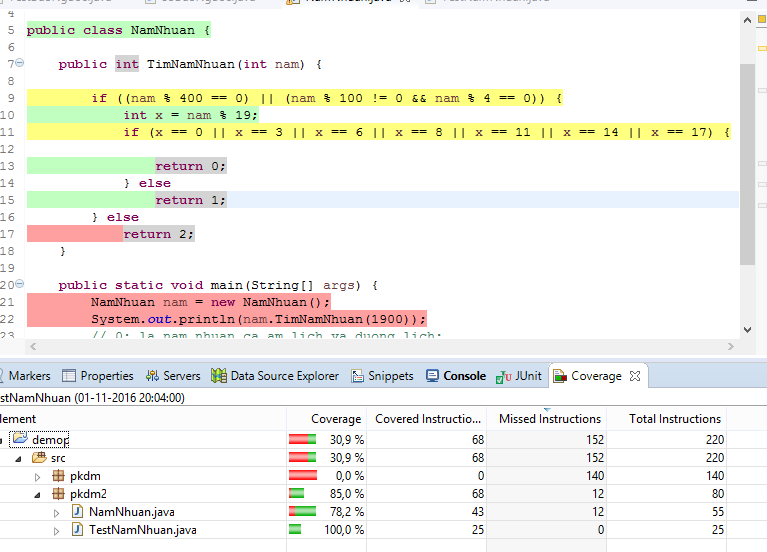 4
5 public class NamNhuan {
6
7 public int TimNamNhuan(int nam) {
8
9 if ((nam % 400 == 0) || (nam % 100 != 0 && nam % 4 == 0)) {
10 int x = nam % 19;
11 if (x == 0 || x == 3 || x == 6 || x == 8 || x == 11 || x == 14 || x == 17) {
12
13 return 0;
14 } else
15 return 1;
16 } else
17 return 2;
18 }
19
20 public static void main(String[] args) {
21 NamNhuan nam = new NamNhuan();
22 System.out.println(nam.TimNamNhuan(1900));
23 // 0: la nam nhuan ca am lich va duong lich;
Markers Properties Servers Data Source Explorer Snippets Console JUnit Coverage
stNamNhuan (01-11-2016 20:04:00)
lement Coverage Covered Instructio... Missed Instructions Total Instructions
demop 30,9 % 68 152 220
src 30,9 % 68 152 220
pkdm 0,0 % 0 140 140
pkdm2 85,0 % 68 12 80
NamNhuan.java 78,2 % 43 12 55
TestNamNhuan.java 100,0 % 25 0 25